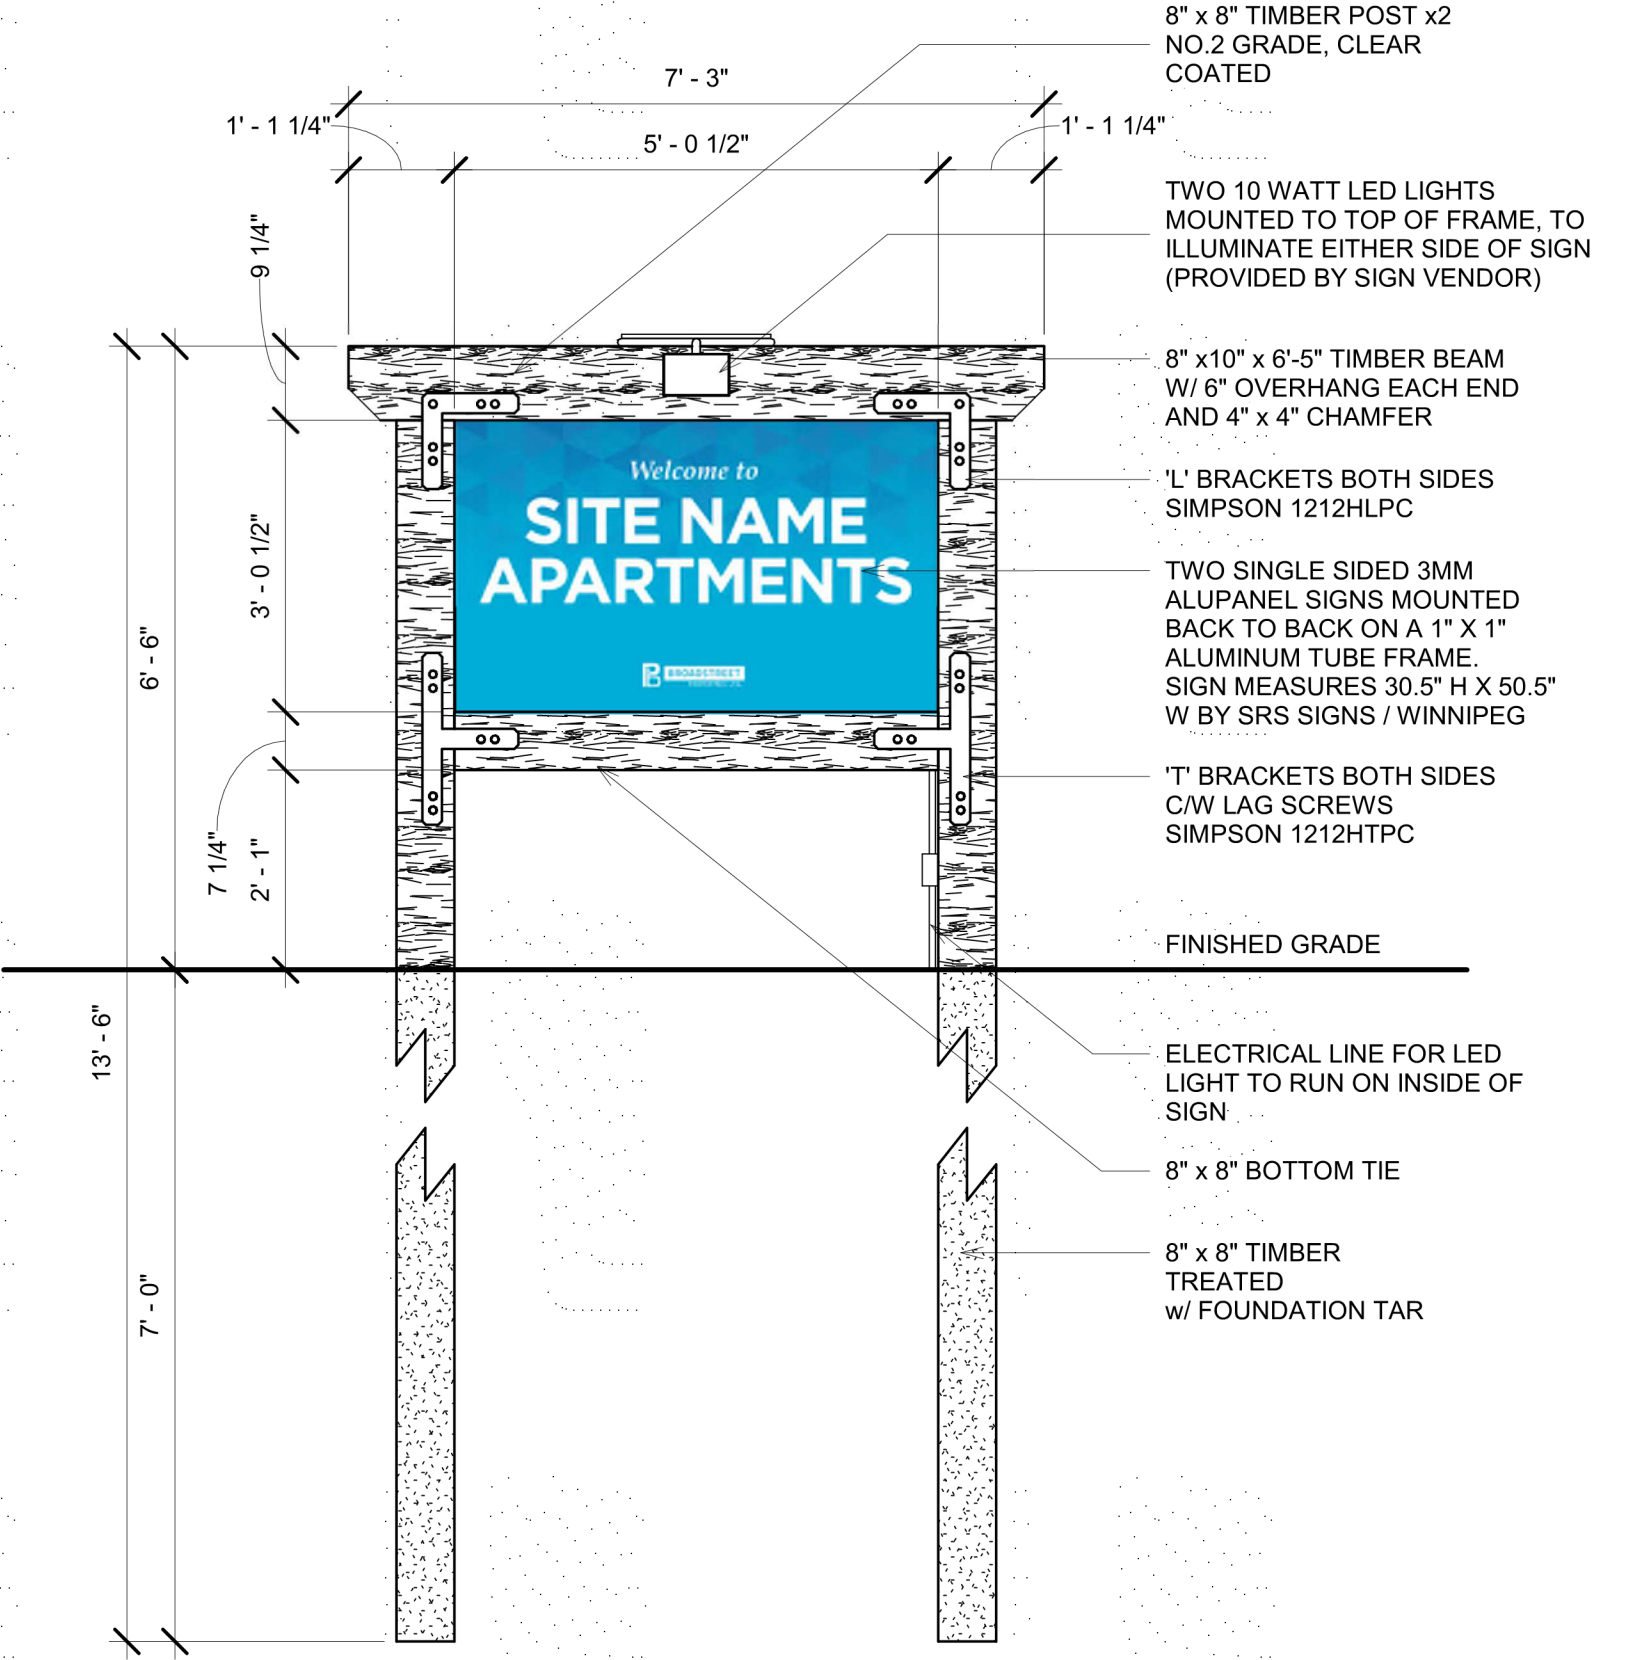 8" x 8" TIMBER POST x2
NO.2 GRADE, CLEAR
COATED
7' - 3"
1' - 1 1/4"
5' - 0 1/2"
1' - 1 1/4"
TWO 10 WATT LED LIGHTS
MOUNTED TO TOP OF FRAME, TO
ILLUMINATE EITHER SIDE OF SIGN
(PROVIDED BY SIGN VENDOR)
9 1/4"
8" x10" x 6'-5" TIMBER BEAM
W/ 6" OVERHANG EACH END
AND 4" x 4" CHAMFER
Welcome to
SITE NAME
APARTMENTS
BROADSTREET
'L' BRACKETS BOTH SIDES
SIMPSON 1212HLPC
3' - 0 1/2"
6' - 6"
TWO SINGLE SIDED 3MM
ALUPANEL SIGNS MOUNTED
BACK TO BACK ON A 1" X 1"
ALUMINUM TUBE FRAME.
SIGN MEASURES 30.5" H X 50.5"
W BY SRS SIGNS / WINNIPEG
'T' BRACKETS BOTH SIDES
C/W LAG SCREWS
SIMPSON 1212HTPC
7 1/4"
2' - 1"
FINISHED GRADE
13' - 6"
ELECTRICAL LINE FOR LED
LIGHT TO RUN ON INSIDE OF
SIGN
8" x 8" BOTTOM TIE
7' - 0"
8" x 8" TIMBER
TREATED
w/ FOUNDATION TAR